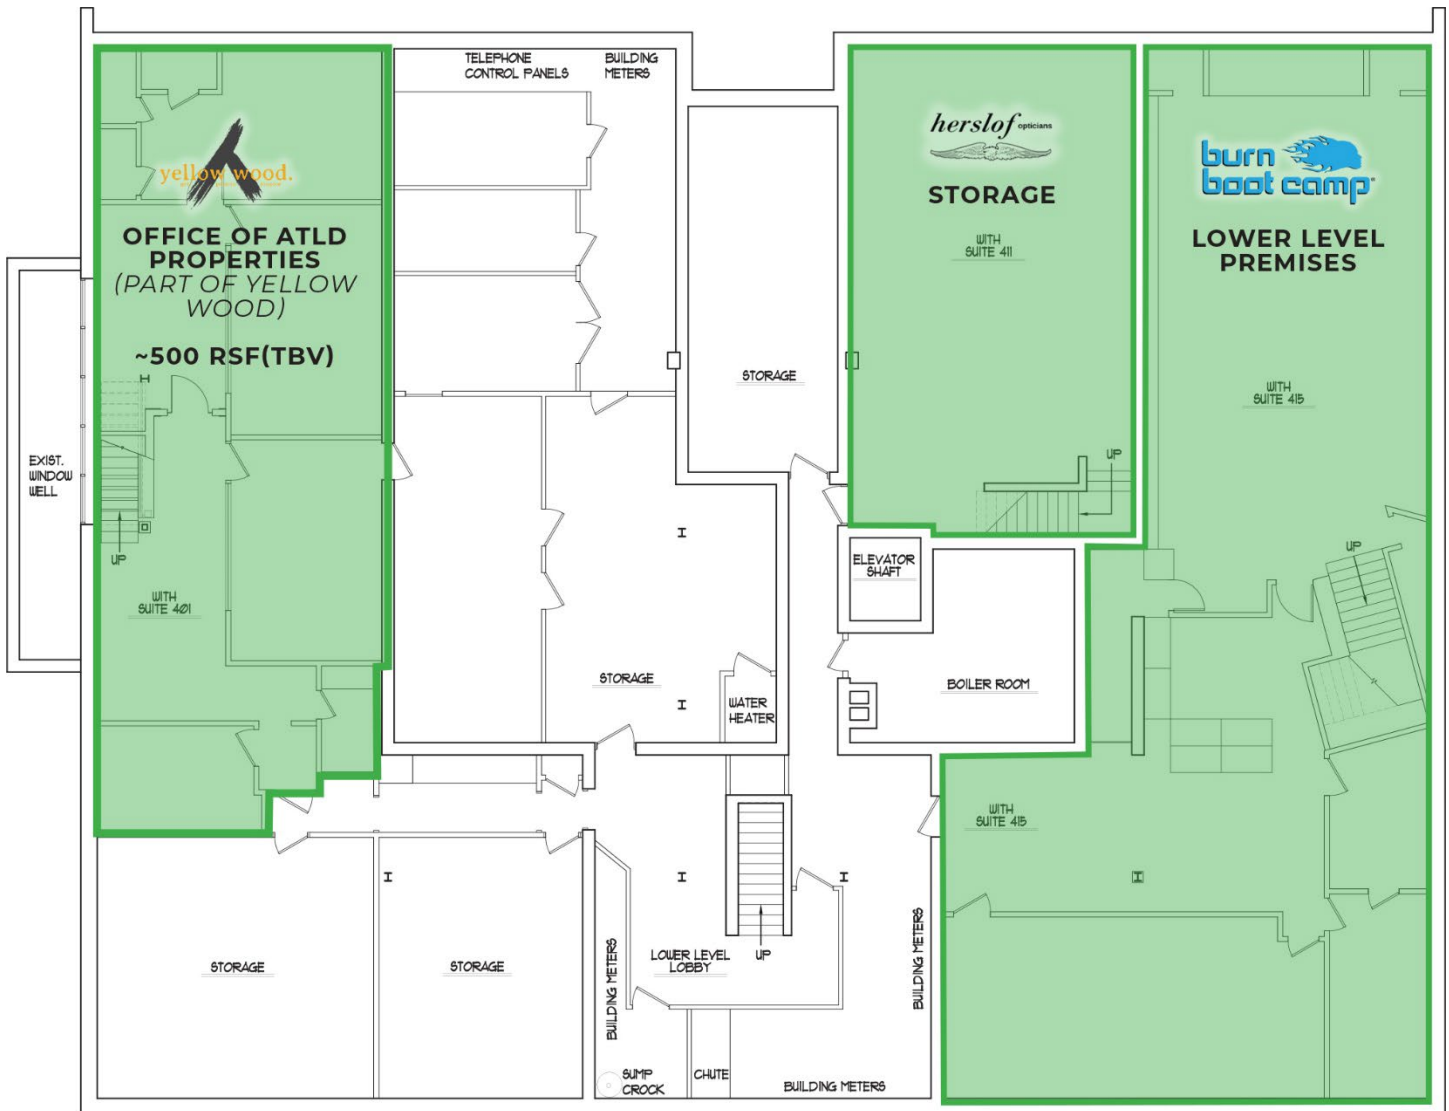 TELEPHONE
CONTROL PANELS
BUILDING
METERS
yellow wood.
OFFICE OF ATLD
PROPERTIES
(PART OF YELLOW
WOOD)
~500 RSF(TBV)
herslof opticians
STORAGE
WITH
SUITE 411
UP
burn
boot camp
LOWER LEVEL
PREMISES
WITH
SUITE 415
STORAGE
EXIST.
WINDOW
WELL
UP
WITH
SUITE 401
ELEVATOR
SHAFT
UP
STORAGE
WATER
HEATER
BOILER ROOM
WITH
SUITE 415
STORAGE
STORAGE
BUILDING METERS
LOWER LEVEL
LOBBY
UP
BUILDING METERS
SUMP
CROCK
CHUTE
BUILDING METERS